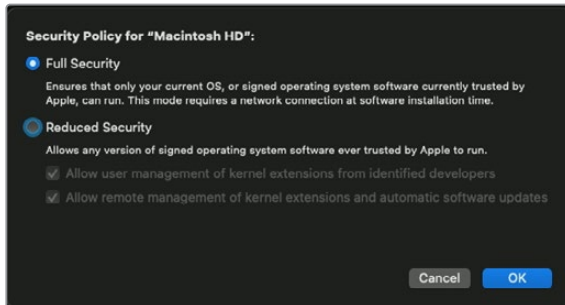 Security Policy for “Macintosh HD”:
Full Security
Ensures that only your current OS, or signed operating system software currently trusted by
Apple, can run. This mode requires a network connection at software installation time.
Reduced Security
Allows any version of signed operating system software ever trusted by Apple to run.
Allow user management of kernel extensions from identified developers
Allow remote management of kernel extensions and automatic software updates
Cancel
OK